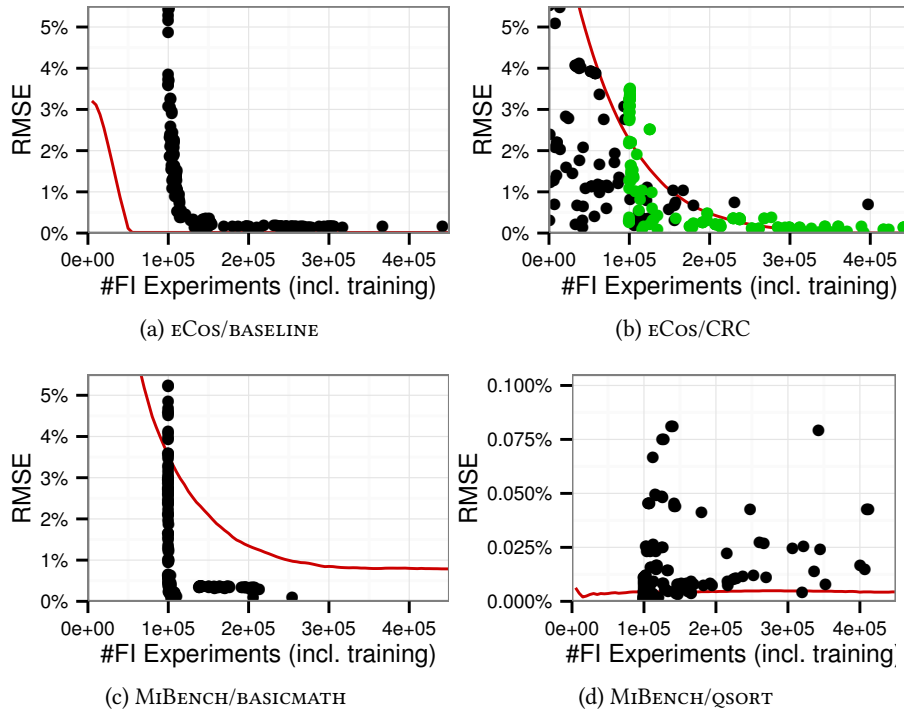 5%
4%
3%
2%
1%
0%
RMSE
0e+00 1e+05 2e+05 3e+05 4e+05
#FI Experiments (incl. training)
(a) eCos/BASELINE
5%
4%
3%
2%
1%
0%
RMSE
0e+00 1e+05 2e+05 3e+05 4e+05
#FI Experiments (incl. training)
(b) eCos/CRC
5%
4%
3%
2%
1%
0%
RMSE
0e+00 1e+05 2e+05 3e+05 4e+05
#FI Experiments (incl. training)
(c) MiBench/BASICMATH
0.100%
0.075%
0.050%
0.025%
0.000%
RMSE
0e+00 1e+05 2e+05 3e+05 4e+05
#FI Experiments (incl. training)
(d) MiBench/QSORT